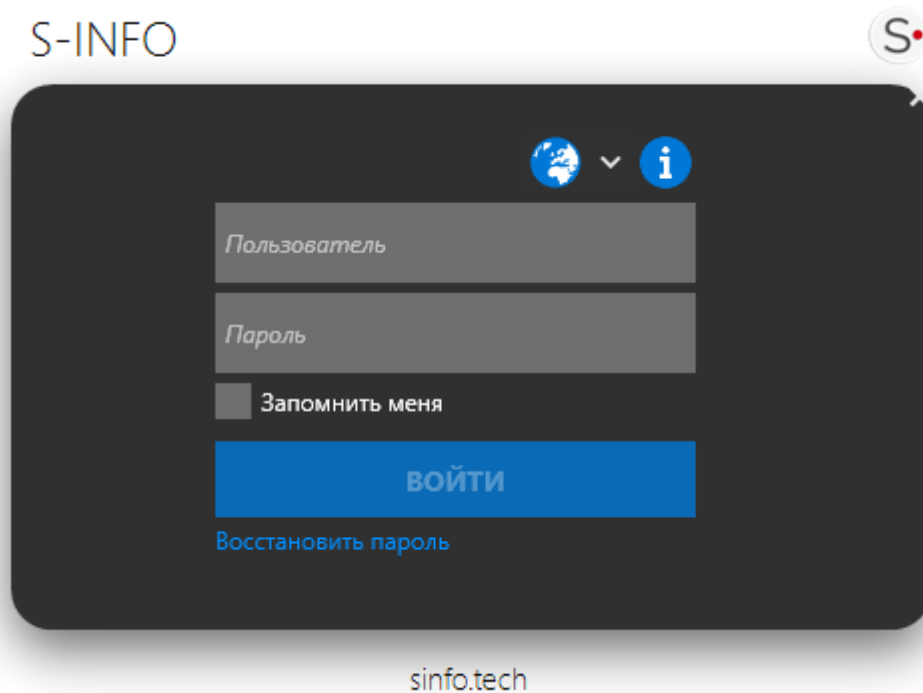 S-INFO
S
i
Пользователь
Пароль
Запомнить меня
ВОЙТИ
Восстановить пароль
sinfo.tech